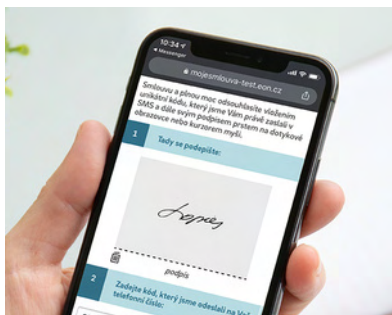 10:34
Messenger
mojesmlouva-test.eon.cz
Smlouvu a plnou moc odsouhlasíte vložením
unikátní kódu, který jsme Vám právě zaslali v
SMS a dále svým podpisem prstem na dotykové
obrazovce nebo kurzorem myši.
1 Tady se podepište:
podpis
2 Zadejte kód, který jsme odeslali na
telefonní číslo: